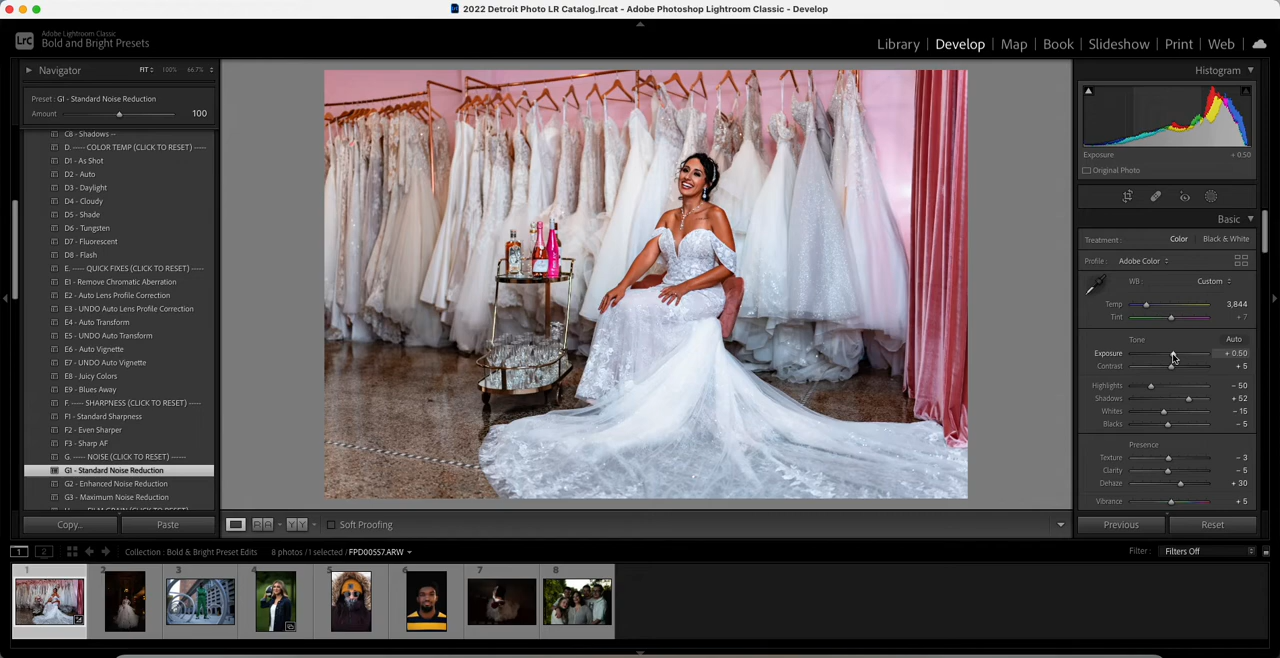 2022 Detroit Photo LR Catalog.lrcat - Adobe Photoshop Lightroom Classic - Develop
LrC
Adobe Lightroom Classic
Bold and Bright Presets
Library | Develop | Map | Book | Slideshow | Print | Web
Navigator FIT 100% 66.7%
Preset : G1 - Standard Noise Reduction
Amount 100
C8 - Shadows --
D. ----- COLOR TEMP (CLICK TO RESET) -----
D1 - As Shot
D2 - Auto
D3 - Daylight
D4 - Cloudy
D5 - Shade
D6 - Tungsten
D7 - Fluorescent
D8 - Flash
E. ----- QUICK FIXES (CLICK TO RESET) -----
E1 - Remove Chromatic Aberration
E2 - Auto Lens Profile Correction
E3 - UNDO Auto Lens Profile Correction
E4 - Auto Transform
E5 - UNDO Auto Transform
E6 - Auto Vignette
E7 - UNDO Auto Vignette
E8 - Juicy Colors
E9 - Blues Away
F. ----- SHARPNESS (CLICK TO RESET) -----
F1 - Standard Sharpness
F2 - Even Sharper
F3 - Sharp AF
G. ----- NOISE (CLICK TO RESET) -----
G1 - Standard Noise Reduction
G2 - Enhanced Noise Reduction
G3 - Maximum Noise Reduction
Copy... Paste
R A Y Y Soft Proofing
Histogram
Exposure + 0.50
Original Photo
Basic
Treatment : Color Black & White
Profile : Adobe Color
WB : Custom
Temp 3,844
Tint + 7
Tone Auto
Exposure + 0.50
Contrast + 5
Highlights - 50
Shadows + 52
Whites - 15
Blacks - 5
Presence
Texture - 3
Clarity - 5
Dehaze + 30
Vibrance + 5
Previous Reset
1 2 Collection : Bold & Bright Preset Edits 8 photos / 1 selected / FPD00557.ARW Filter : Filters Off
1 2 3 4 5 6 7 8